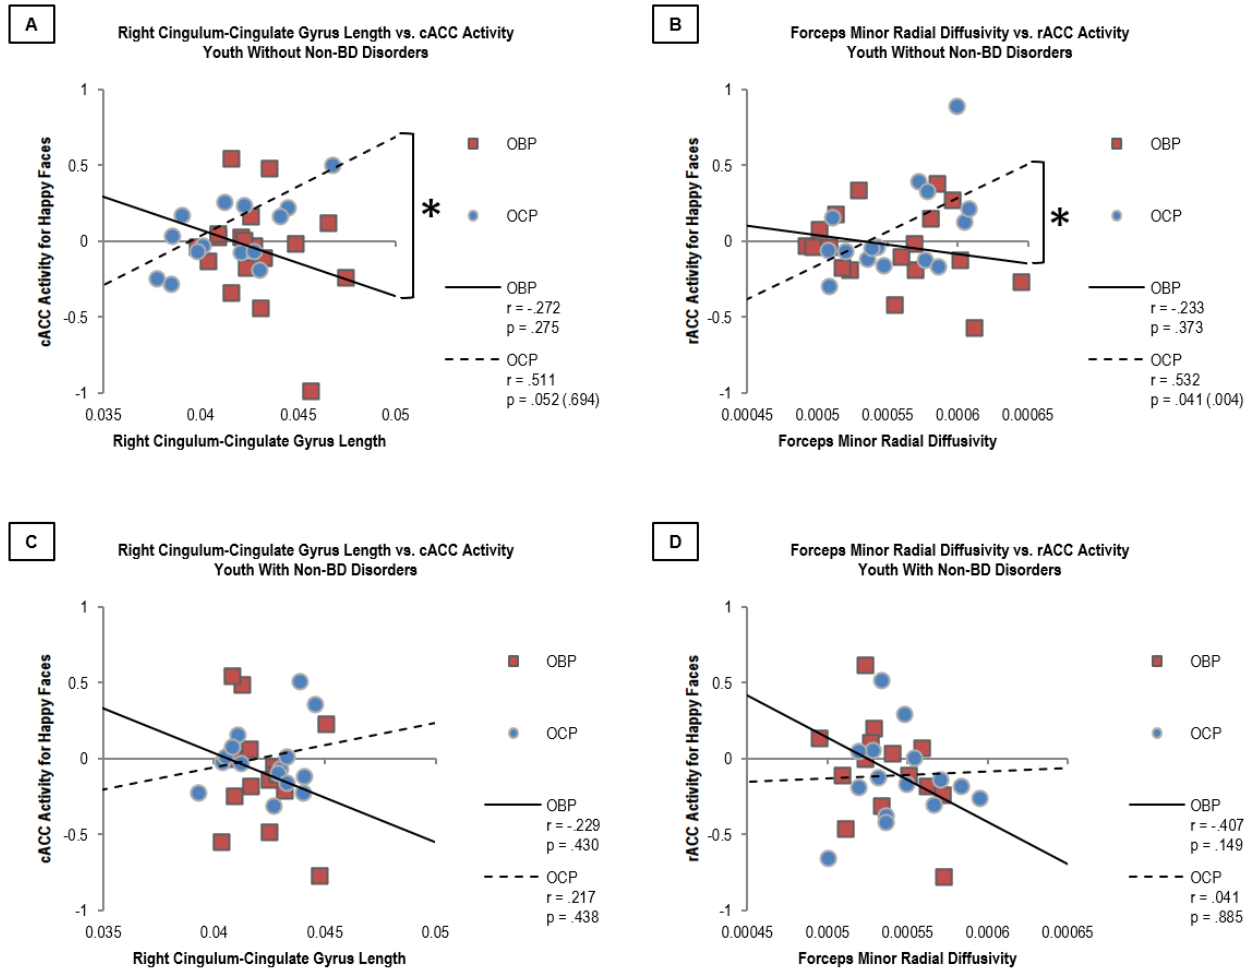 A
Right Cingulum-Cingulate Gyrus Length vs. cACC Activity
Youth Without Non-BD Disorders
cACC Activity for Happy Faces
1
0.5
0
-0.5
-1
0.035
0.04
0.045
0.05
Right Cingulum-Cingulate Gyrus Length
*
OBP
OCP
OBP
r = -.272
p = .275
OCP
r = .511
p = .052 (.694)
B
Forceps Minor Radial Diffusivity vs. rACC Activity
Youth Without Non-BD Disorders
rACC Activity for Happy Faces
1
0.5
0
-0.5
-1
0.00045
0.0005
0.00055
0.0006
0.00065
Forceps Minor Radial Diffusivity
*
OBP
OCP
OBP
r = -.233
p = .373
OCP
r = .532
p = .041 (.004)
C
Right Cingulum-Cingulate Gyrus Length vs. cACC Activity
Youth With Non-BD Disorders
cACC Activity for Happy Faces
1
0.5
0
-0.5
-1
0.035
0.04
0.045
0.05
Right Cingulum-Cingulate Gyrus Length
OBP
OCP
OBP
r = -.229
p = .430
OCP
r = .217
p = .438
D
Forceps Minor Radial Diffusivity vs. rACC Activity
Youth With Non-BD Disorders
rACC Activity for Happy Faces
1
0.5
0
-0.5
-1
0.00045
0.0005
0.00055
0.0006
0.00065
Forceps Minor Radial Diffusivity
OBP
OCP
OBP
r = -.407
p = .149
OCP
r = .041
p = .885